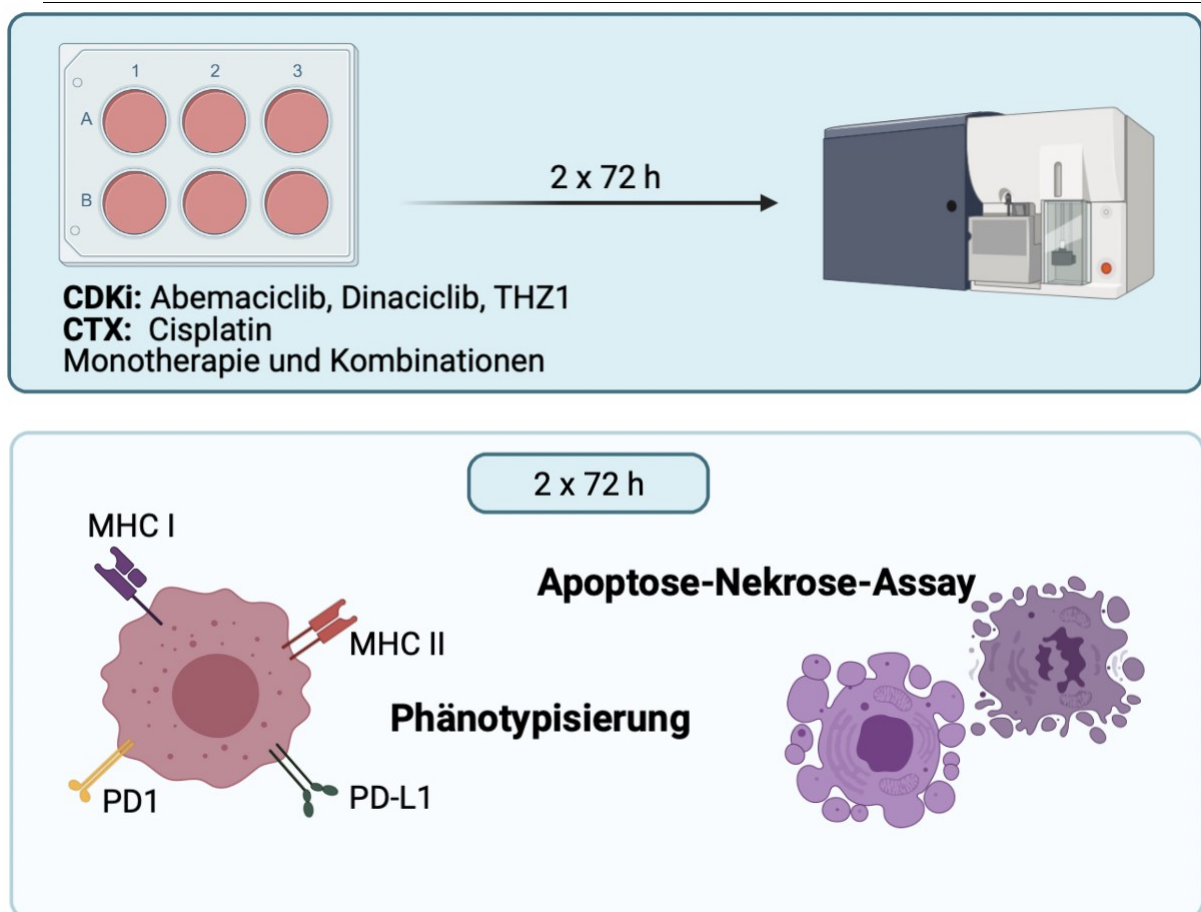 1 2 3
A
B
2 x 72 h
CDKi: Abemaciclib, Dinaciclib, THZ1
CTX: Cisplatin
Monotherapie und Kombinationen
2 x 72 h
MHC I
Apoptose-Nekrose-Assay
MHC II
Phänotypisierung
PD1
PD-L1